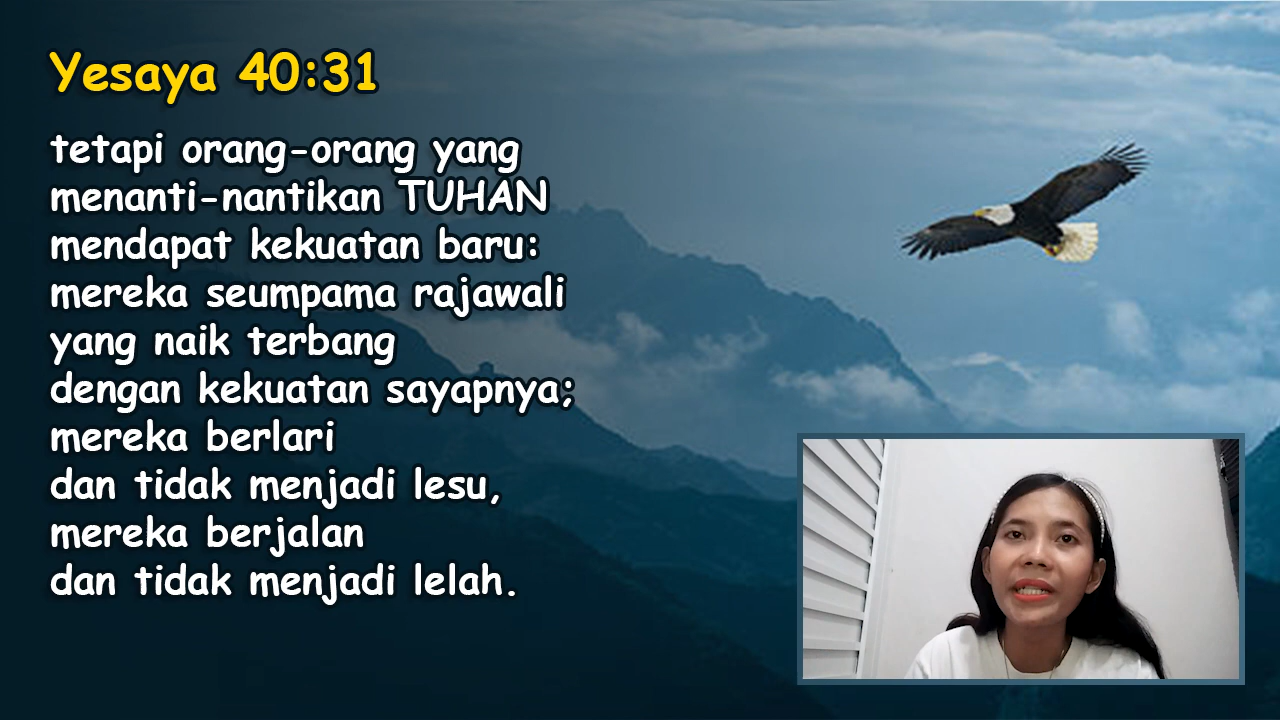 Yesaya 40:31
tetapi orang-orang yang
menanti-nantikan TUHAN
mendapat kekuatan baru:
mereka seumpama rajawali
yang naik terbang
dengan kekuatan sayapnya;
mereka berlari
dan tidak menjadi lesu,
mereka berjalan
dan tidak menjadi lelah.